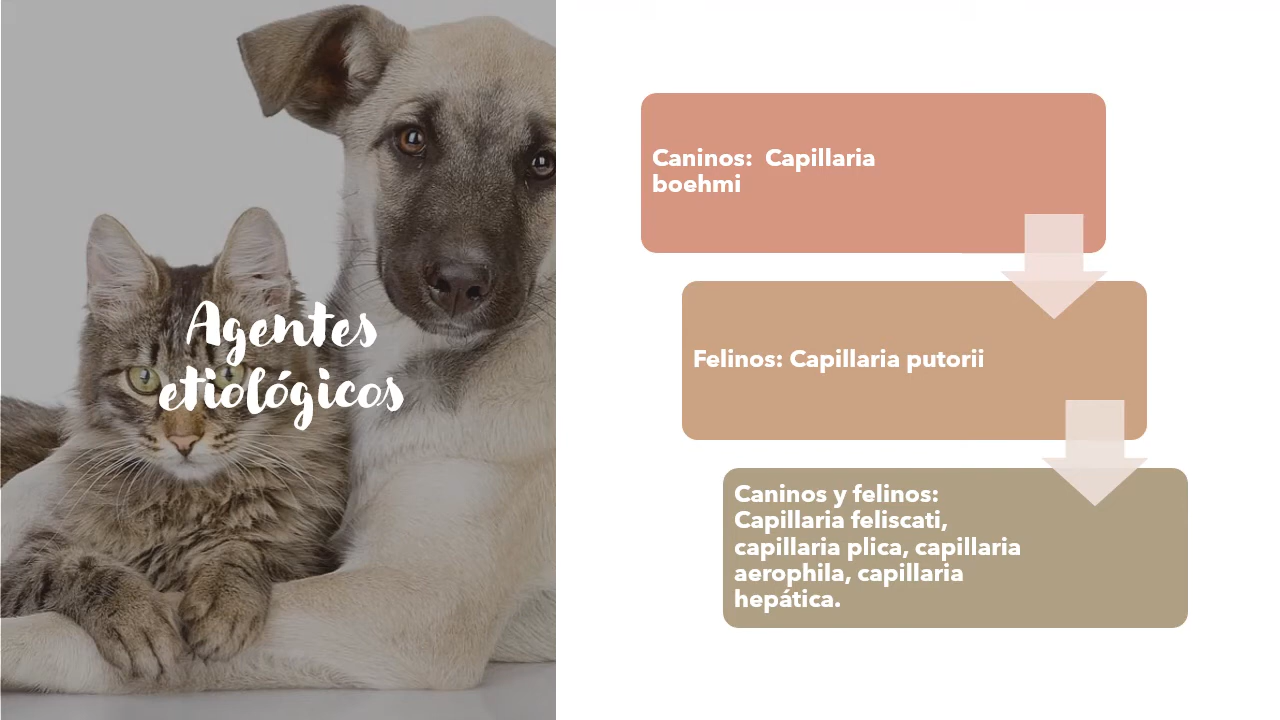 Agentes
etiológicos
Caninos:  Capillaria
boehmi
Felinos: Capillaria putorii
Caninos y felinos:
Capillaria feliscati,
capillaria plica, capillaria
aerophila, capillaria
hepática.